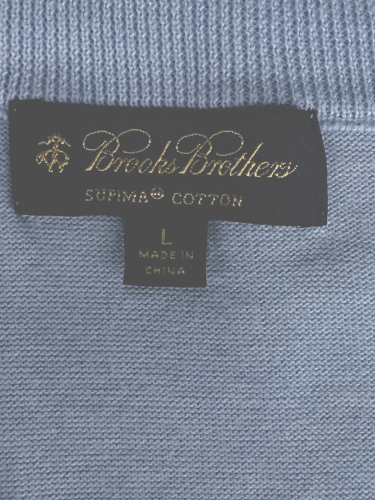 Brooks Brothers
SUPIMA® COTTON
L
MADE IN
CHINA